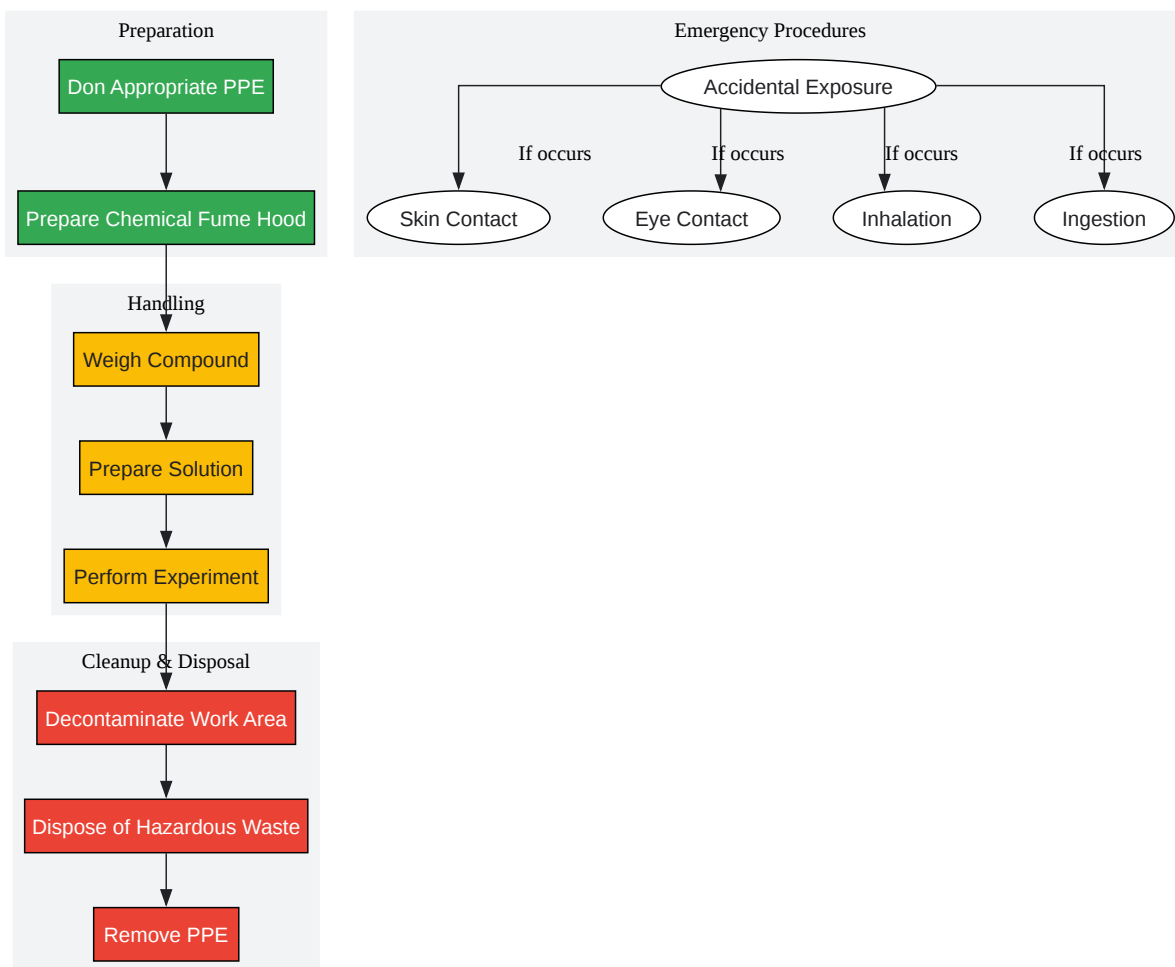 Preparation
Don Appropriate PPE
Prepare Chemical Fume Hood
Handling
Weigh Compound
Prepare Solution
Perform Experiment
Cleanup & Disposal
Decontaminate Work Area
Dispose of Hazardous Waste
Remove PPE
Emergency Procedures
Accidental Exposure
If occurs
If occurs
If occurs
If occurs
Skin Contact
Eye Contact
Inhalation
Ingestion